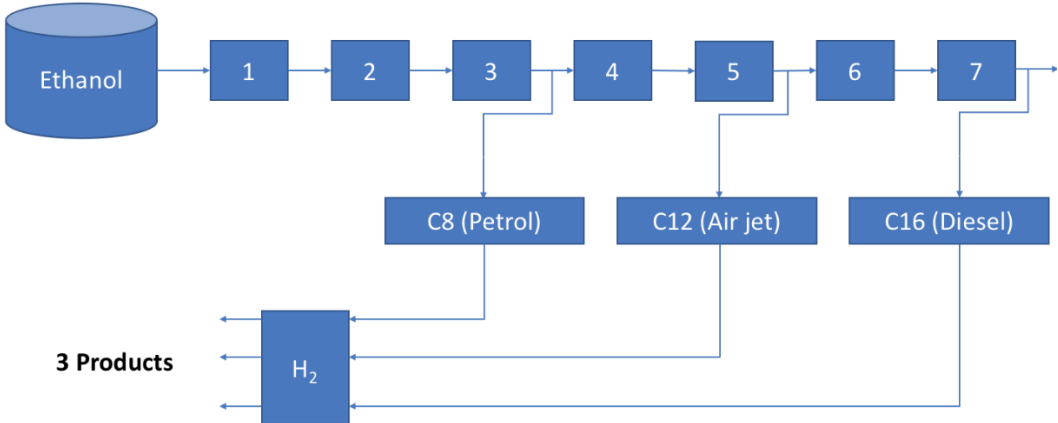 Ethanol
1
2
3
4
5
6
7
C8 (Petrol)
C12 (Air jet)
C16 (Diesel)
3 Products
H₂